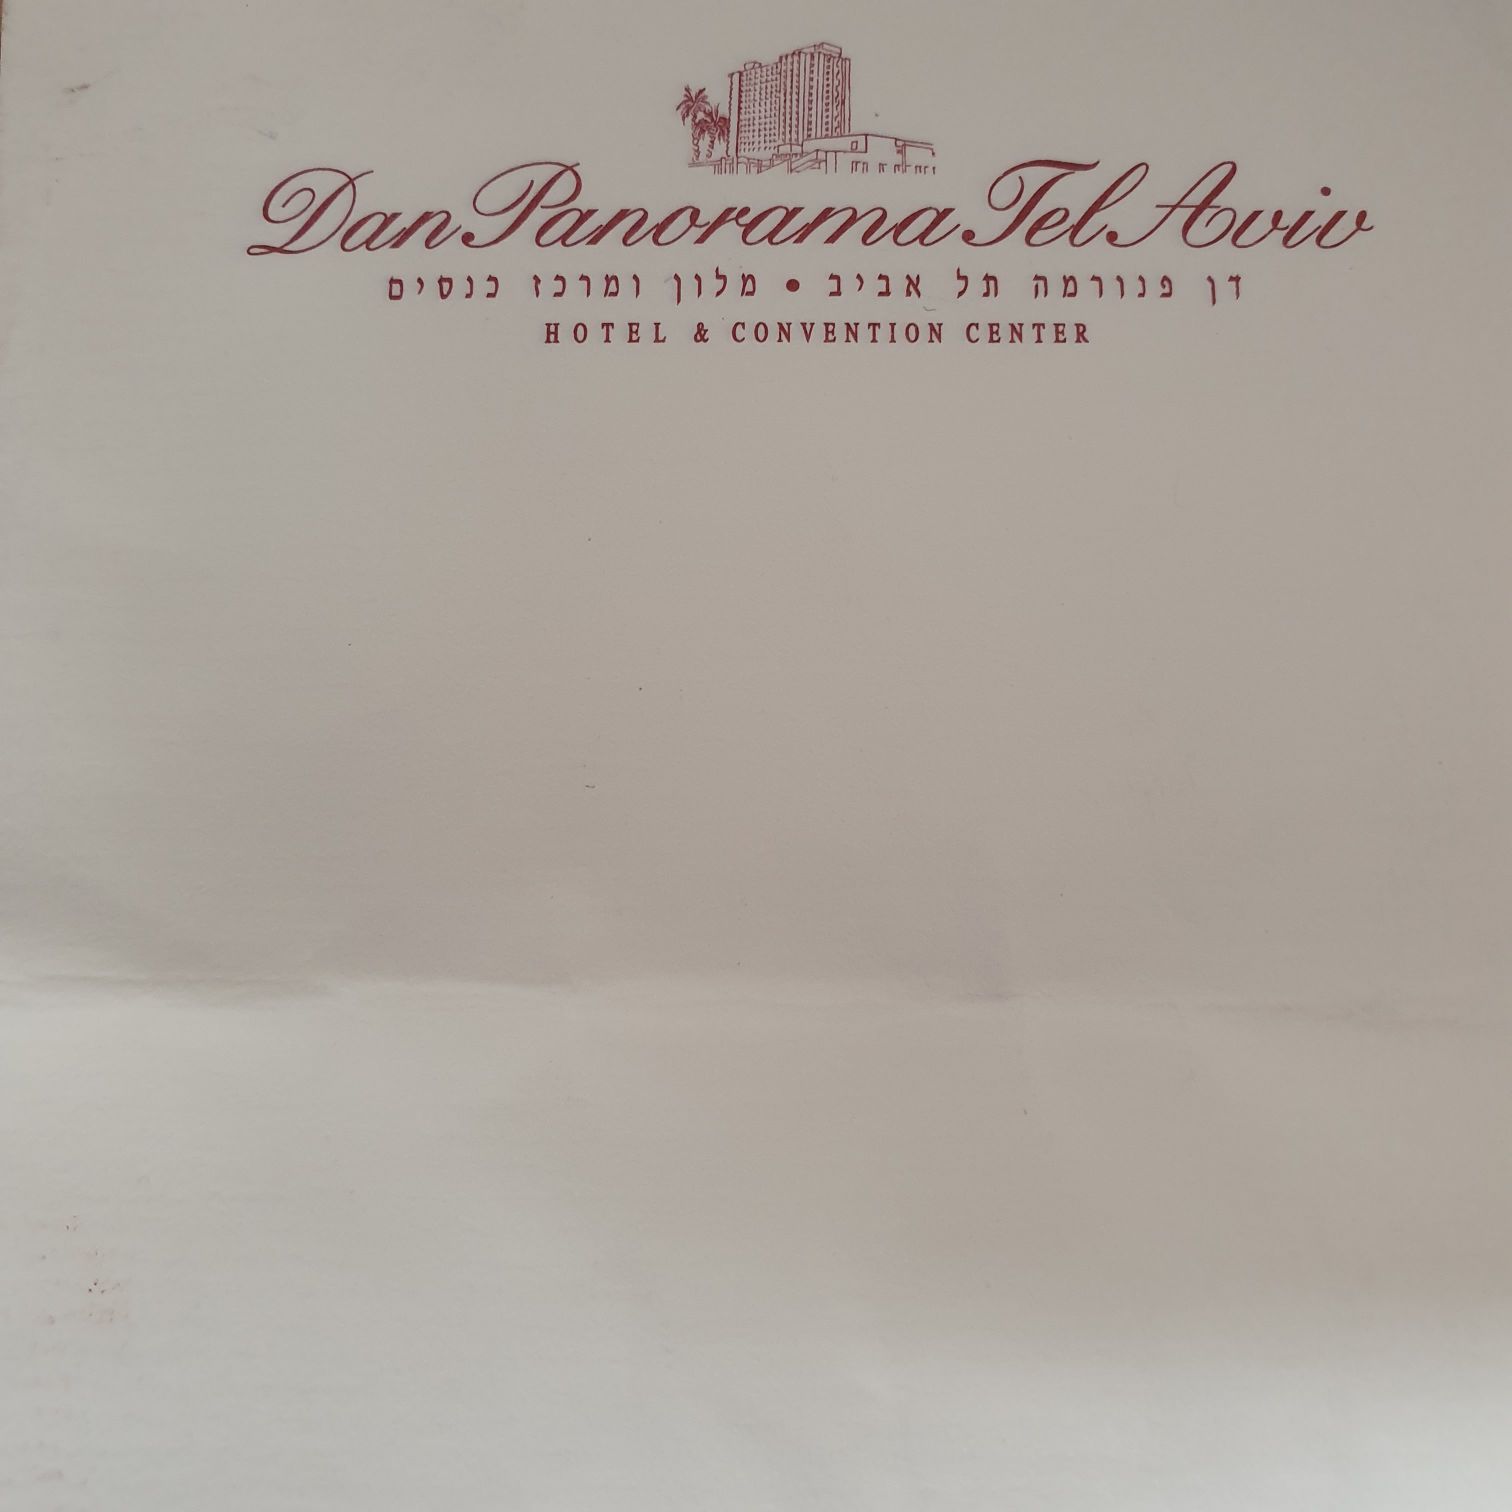 Dan Panorama Tel Aviv
דן פנורמה תל אביב • מלון ומרכז כנסים
HOTEL & CONVENTION CENTER